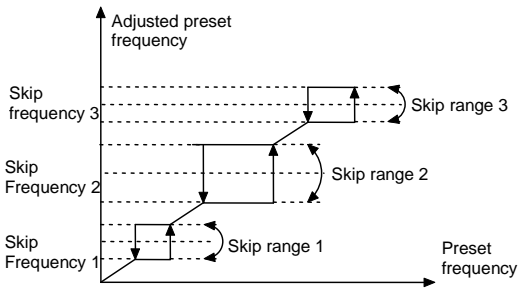 Adjusted preset
frequency
Skip
frequency 3
Skip range 3
Skip
Frequency 2
Skip range 2
Skip
Frequency 1
Skip range 1
Preset
frequency